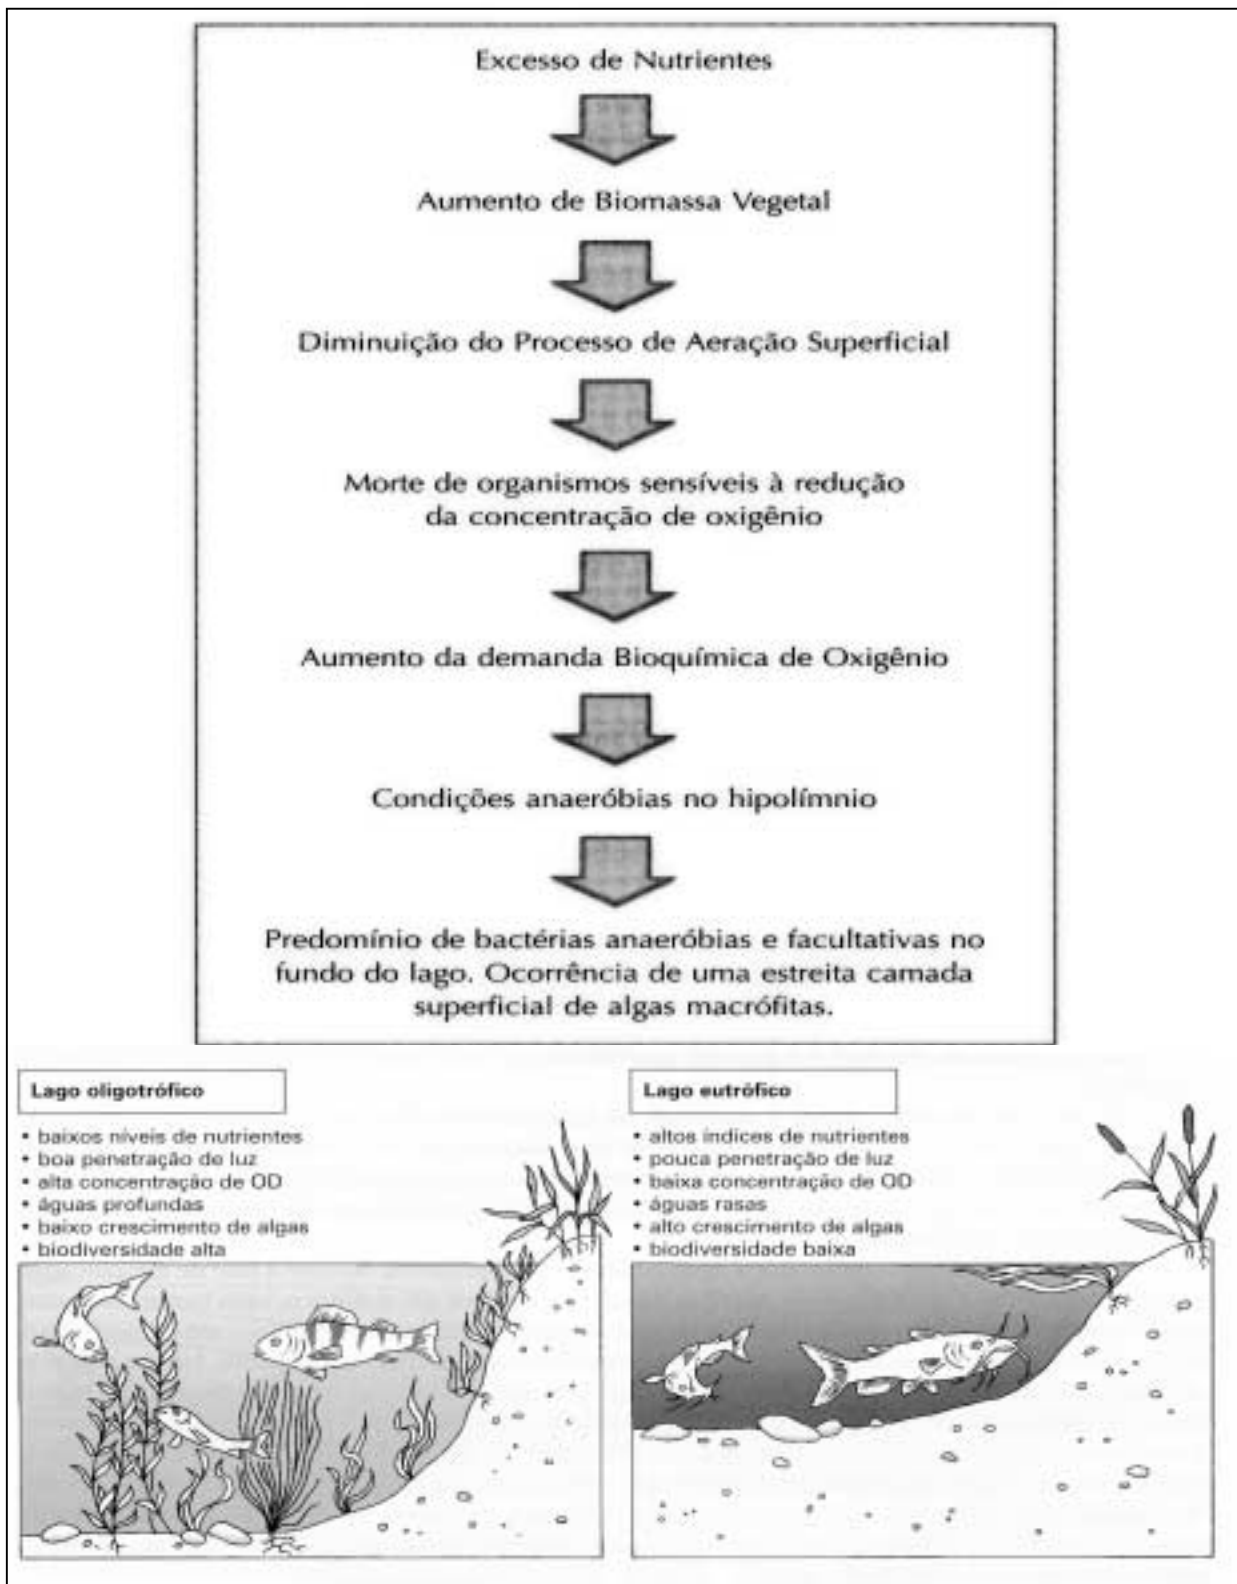 Excesso de Nutrientes
Aumento de Biomassa Vegetal
Diminuição do Processo de Aeração Superficial
Morte de organismos sensíveis à redução
da concentração de oxigênio
Aumento da demanda Bioquímica de Oxigênio
Condições anaeróbias no hipolímnio
Predomínio de bactérias anaeróbias e facultativas no
fundo do lago. Ocorrência de uma estreita camada
superficial de algas macrófitas.
Lago oligotrófico
• baixos níveis de nutrientes
• boa penetração de luz
• alta concentração de OD
• águas profundas
• baixo crescimento de algas
• biodiversidade alta
Lago eutrófico
• altos índices de nutrientes
• pouca penetração de luz
• baixa concentração de OD
• águas rasas
• alto crescimento de algas
• biodiversidade baixa